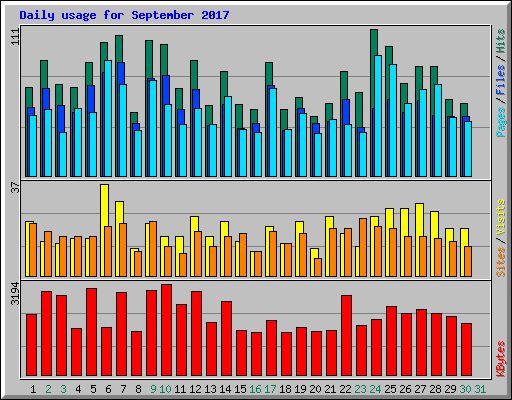 Daily usage for September 2017
111
Pages / Files / Hits
37
Sites / Visits
3194
KBytes
1 2 3 4 5 6 7 8 9 10 11 12 13 14 15 16 17 18 19 20 21 22 23 24 25 26 27 28 29 30 31